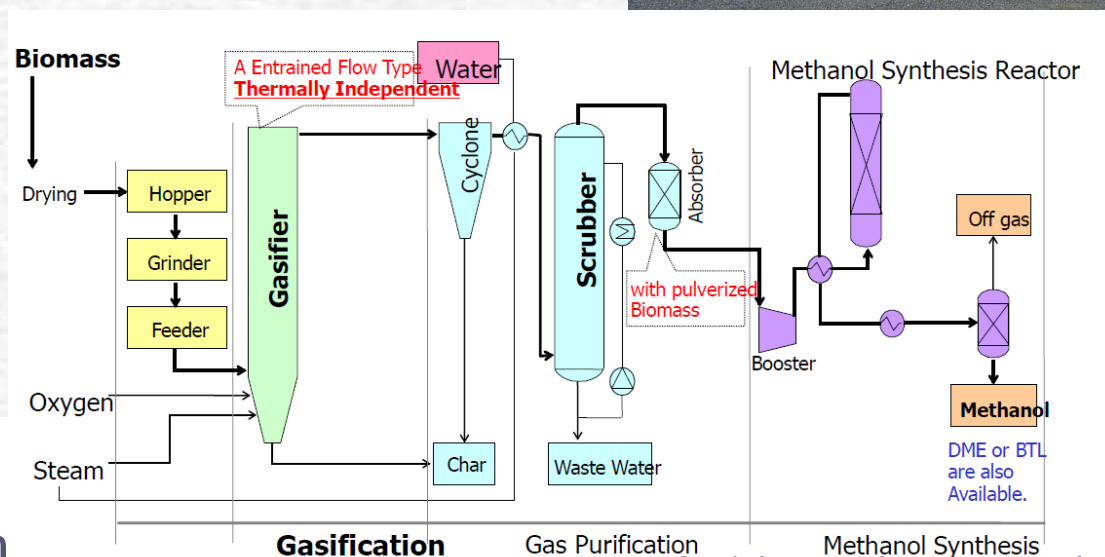 Biomass
A Entrained Flow Type
Thermally Independent
Water
Methanol Synthesis Reactor
Drying
Hopper
Grinder
Feeder
Gasifier
Cyclone
Scrubber
Absorber
with pulverized
Biomass
Booster
Off gas
Methanol
DME or BTL
are also
Available.
Oxygen
Steam
Char
Waste Water
Gasification
Gas Purification
Methanol Synthesis